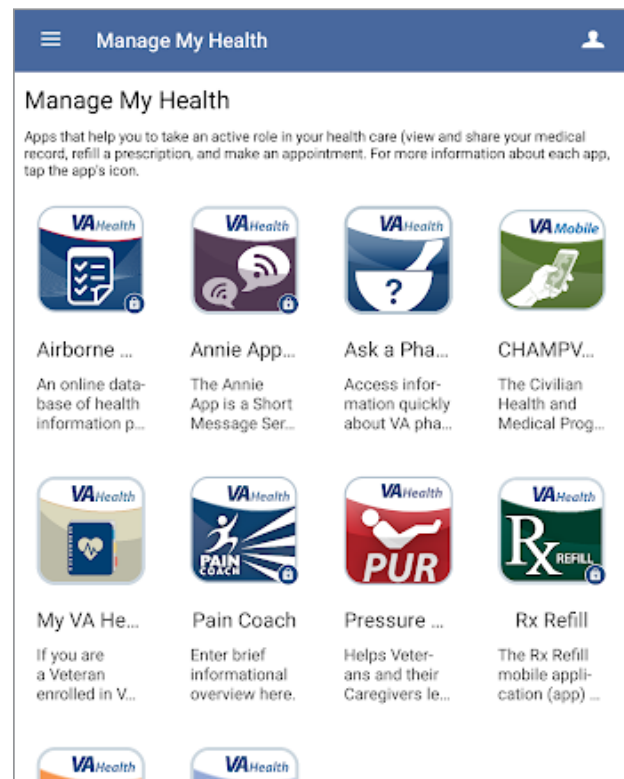 Manage My Health
Manage My Health
Apps that help you to take an active role in your health care (view and share your medical
record, refill a prescription, and make an appointment. For more information about each app,
tap the app's icon.
VA Health
VA Health
VA Health
VA Mobile
?
Airborne ...
Annie App...
Ask a Pha...
CHAMPV...
An online data-
base of health
information p...
The Annie
App is a Short
Message Ser...
Access infor-
mation quickly
about VA pha...
The Civilian
Health and
Medical Prog...
VA Health
VA Health
PAIN
COACH
VA Health
PUR
VA Health
Rx REFILL
My VA He...
Pain Coach
Pressure ...
Rx Refill
If you are
a Veteran
enrolled in V...
Enter brief
informational
overview here.
Helps Veter-
ans and their
Caregivers le...
The Rx Refill
mobile appli-
cation (app) ...
VA Health
VA Health